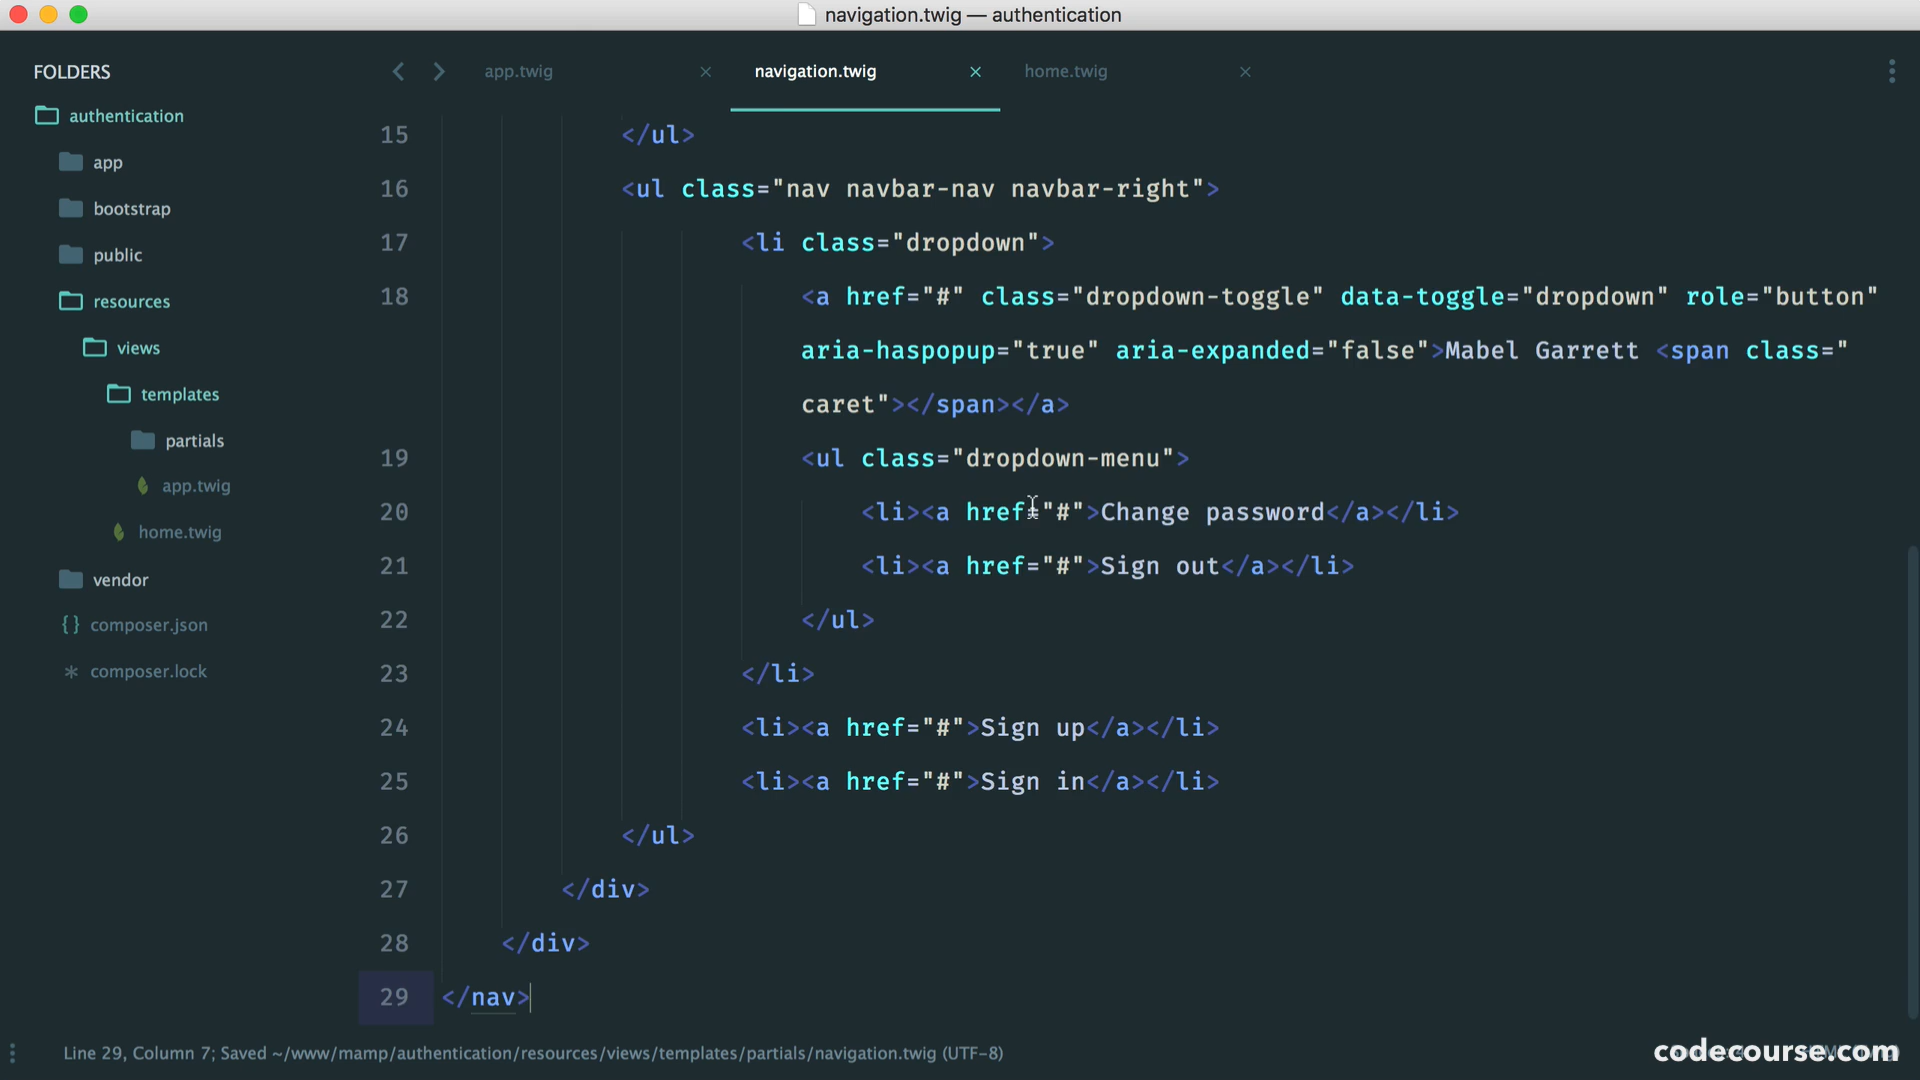 navigation.twig — authentication
FOLDERS
authentication
app
bootstrap
public
resources
views
templates
partials
app.twig
home.twig
vendor
{} composer.json
* composer.lock
app.twig ×
navigation.twig ×
home.twig ×
15 </ul>
16 <ul class="nav navbar-nav navbar-right">
17 <li class="dropdown">
18 <a href="#" class="dropdown-toggle" data-toggle="dropdown" role="button"
aria-haspopup="true" aria-expanded="false">Mabel Garrett <span class="
caret"></span></a>
19 <ul class="dropdown-menu">
20 <li><a href="#">Change password</a></li>
21 <li><a href="#">Sign out</a></li>
22 </ul>
23 </li>
24 <li><a href="#">Sign up</a></li>
25 <li><a href="#">Sign in</a></li>
26 </ul>
27 </div>
28 </div>
29 </nav>
Line 29, Column 7; Saved ~/www/mamp/authentication/resources/views/templates/partials/navigation.twig (UTF-8)
codecourse.com